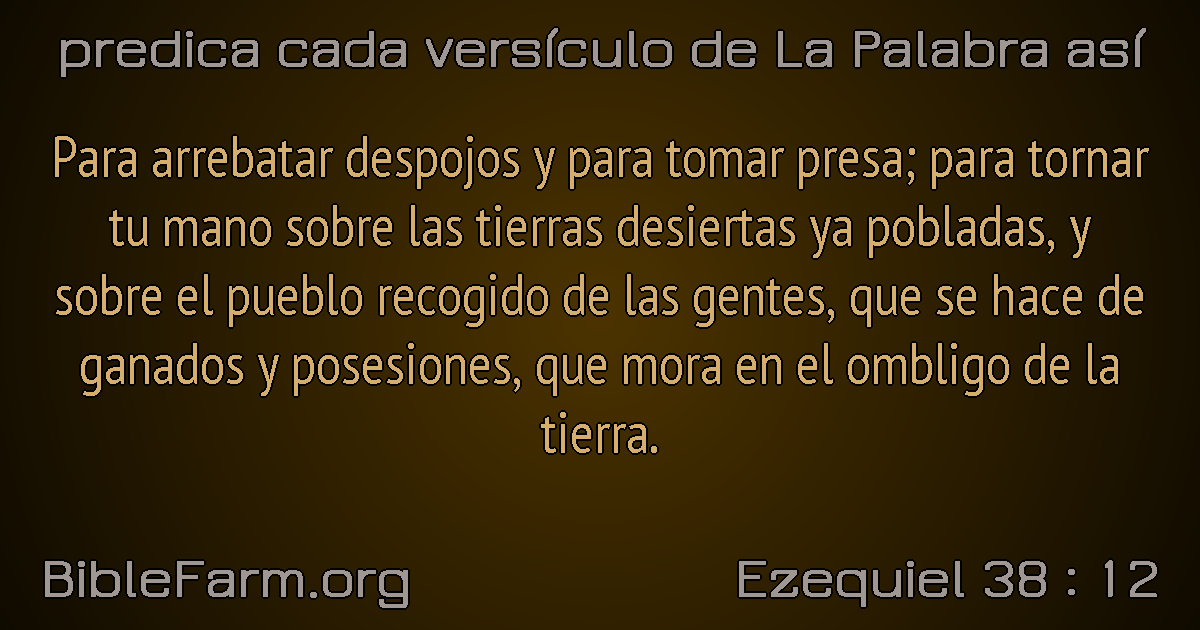 predica cada versículo de La Palabra así
Para arrebatar despojos y para tomar presa; para tornar
tu mano sobre las tierras desiertas ya pobladas, y
sobre el pueblo recogido de las gentes, que se hace de
ganados y posesiones, que mora en el ombligo de la
tierra.
BibleFarm.org
Ezequiel 38 : 12